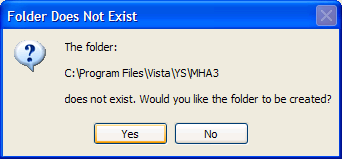 Folder Does Not Exist
The folder:
C:\Program Files\Vista\YS\MHA3
does not exist. Would you like the folder to be created?
Yes No